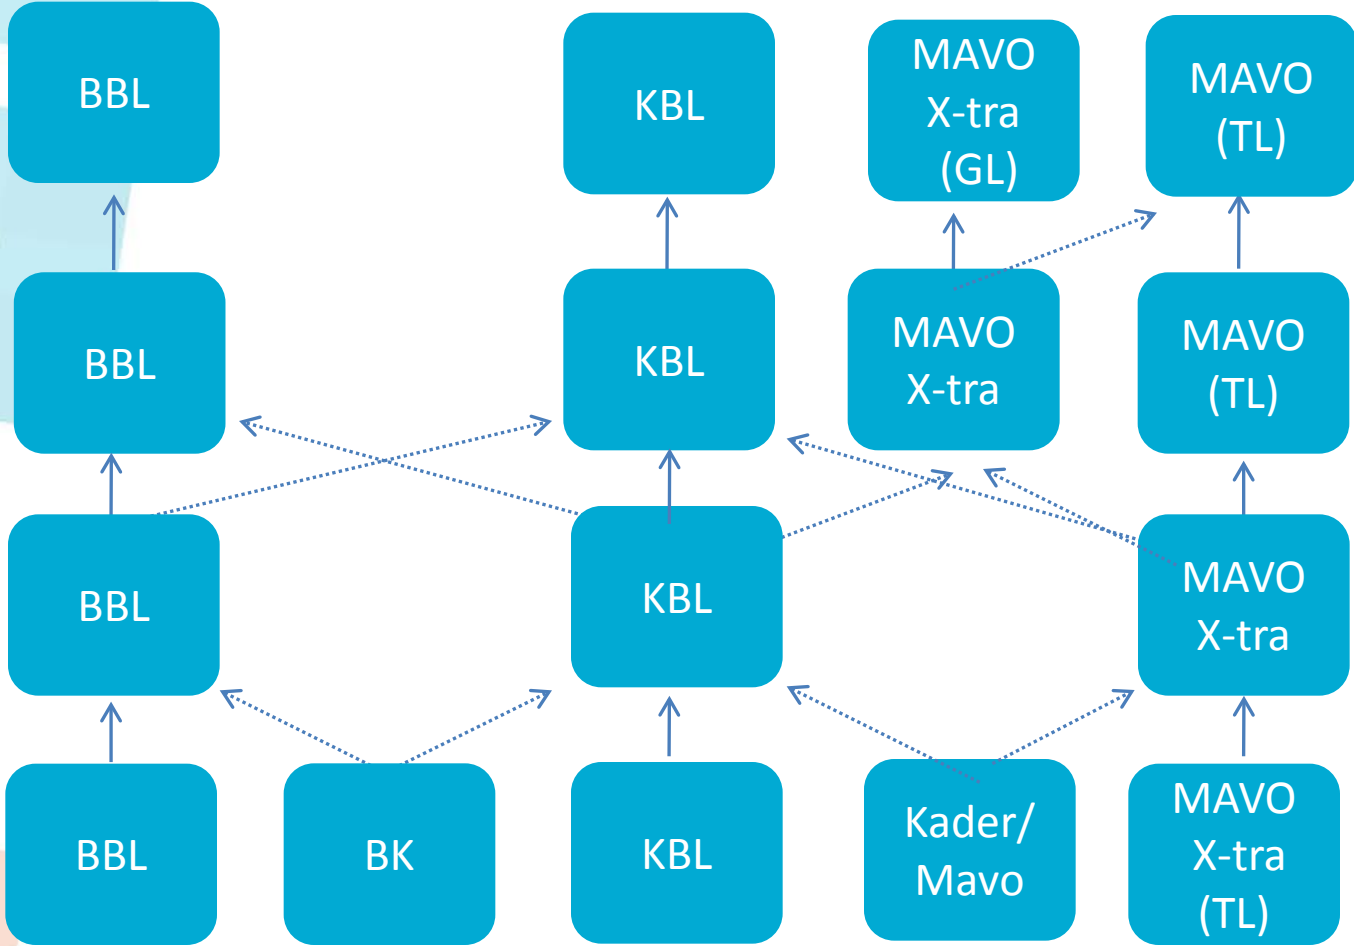 BBL
KBL
MAVO
X-tra
(GL)
MAVO
(TL)
BBL
KBL
MAVO
X-tra
MAVO
(TL)
BBL
KBL
MAVO
X-tra
BBL
BK
KBL
Kader/
Mavo
MAVO
X-tra
(TL)